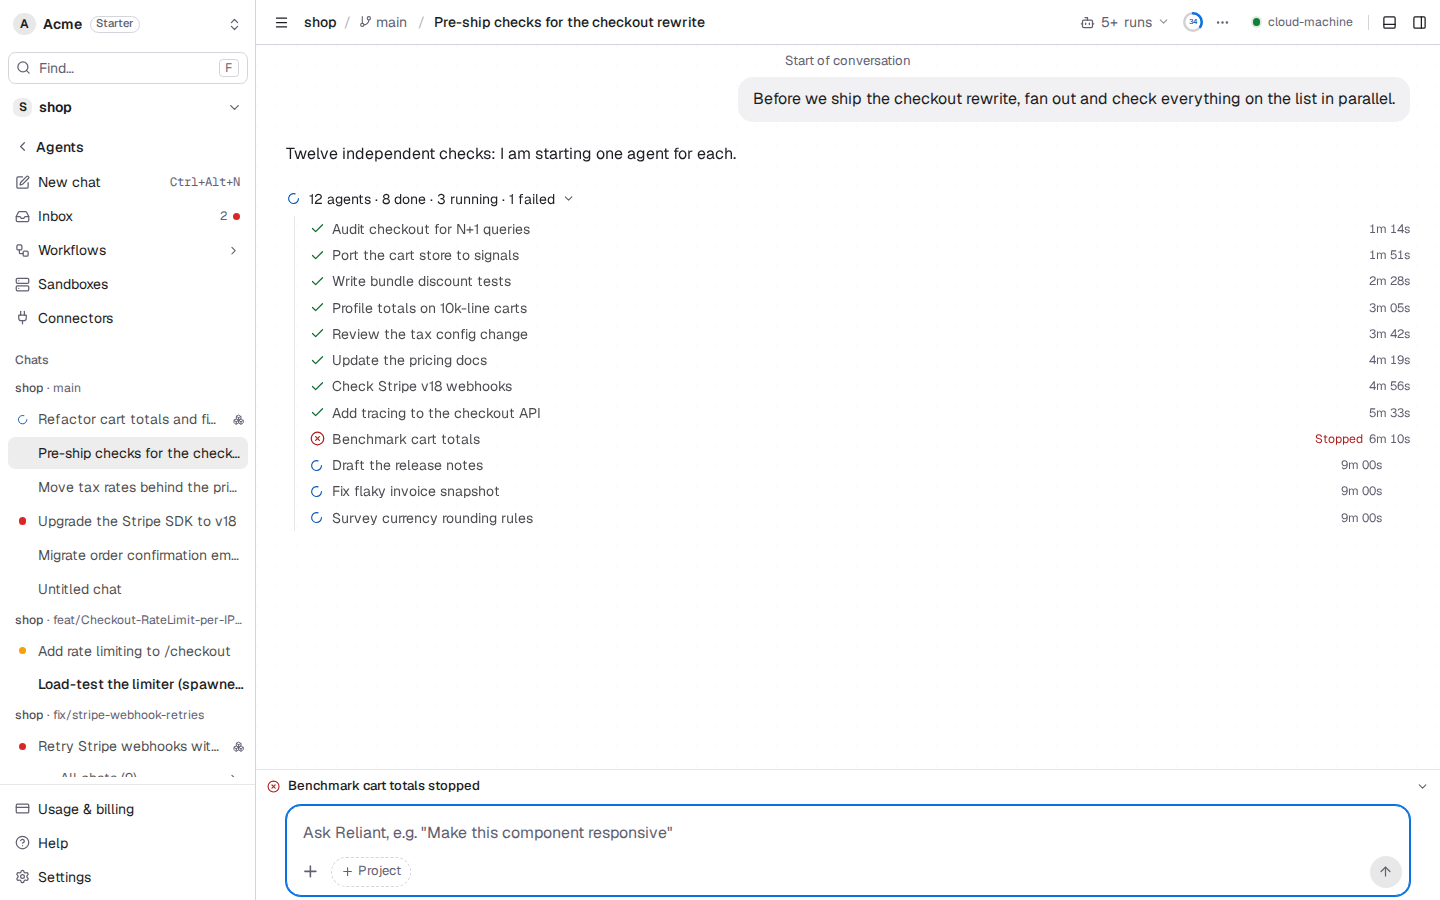 A Acme Starter
Find... F
S shop
Agents
New chat Ctrl+Alt+N
Inbox 2
Workflows
Sandboxes
Connectors
Chats
shop · main
Refactor cart totals and fi...
Pre-ship checks for the check...
Move tax rates behind the pri...
Upgrade the Stripe SDK to v18
Migrate order confirmation em...
Untitled chat
shop · feat/Checkout-RateLimit-per-IP...
Add rate limiting to /checkout
Load-test the limiter (spawne...
shop · fix/stripe-webhook-retries
Retry Stripe webhooks wit...
Usage & billing
Help
Settings
shop / main / Pre-ship checks for the checkout rewrite
5+ runs 34 cloud-machine
Start of conversation
Before we ship the checkout rewrite, fan out and check everything on the list in parallel.
Twelve independent checks: I am starting one agent for each.
12 agents · 8 done · 3 running · 1 failed
Audit checkout for N+1 queries 1m 14s
Port the cart store to signals 1m 51s
Write bundle discount tests 2m 28s
Profile totals on 10k-line carts 3m 05s
Review the tax config change 3m 42s
Update the pricing docs 4m 19s
Check Stripe v18 webhooks 4m 56s
Add tracing to the checkout API 5m 33s
Benchmark cart totals Stopped 6m 10s
Draft the release notes 9m 00s
Fix flaky invoice snapshot 9m 00s
Survey currency rounding rules 9m 00s
Benchmark cart totals stopped
Ask Reliant, e.g. "Make this component responsive"
Project